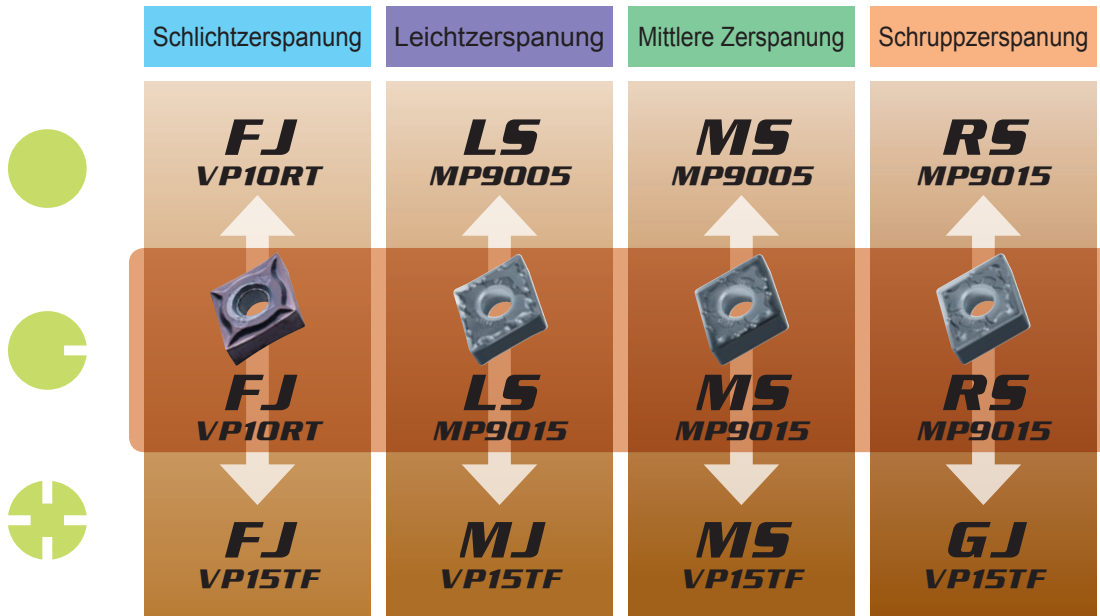 Schlichtzerspanung
Leichtzerspanung
Mittlere Zerspanung
Schruppzerspanung
FJ
VP10RT
LS
MP9005
MS
MP9005
RS
MP9015
FJ
VP10RT
LS
MP9015
MS
MP9015
RS
MP9015
FJ
VP15TF
MJ
VP15TF
MS
VP15TF
GJ
VP15TF